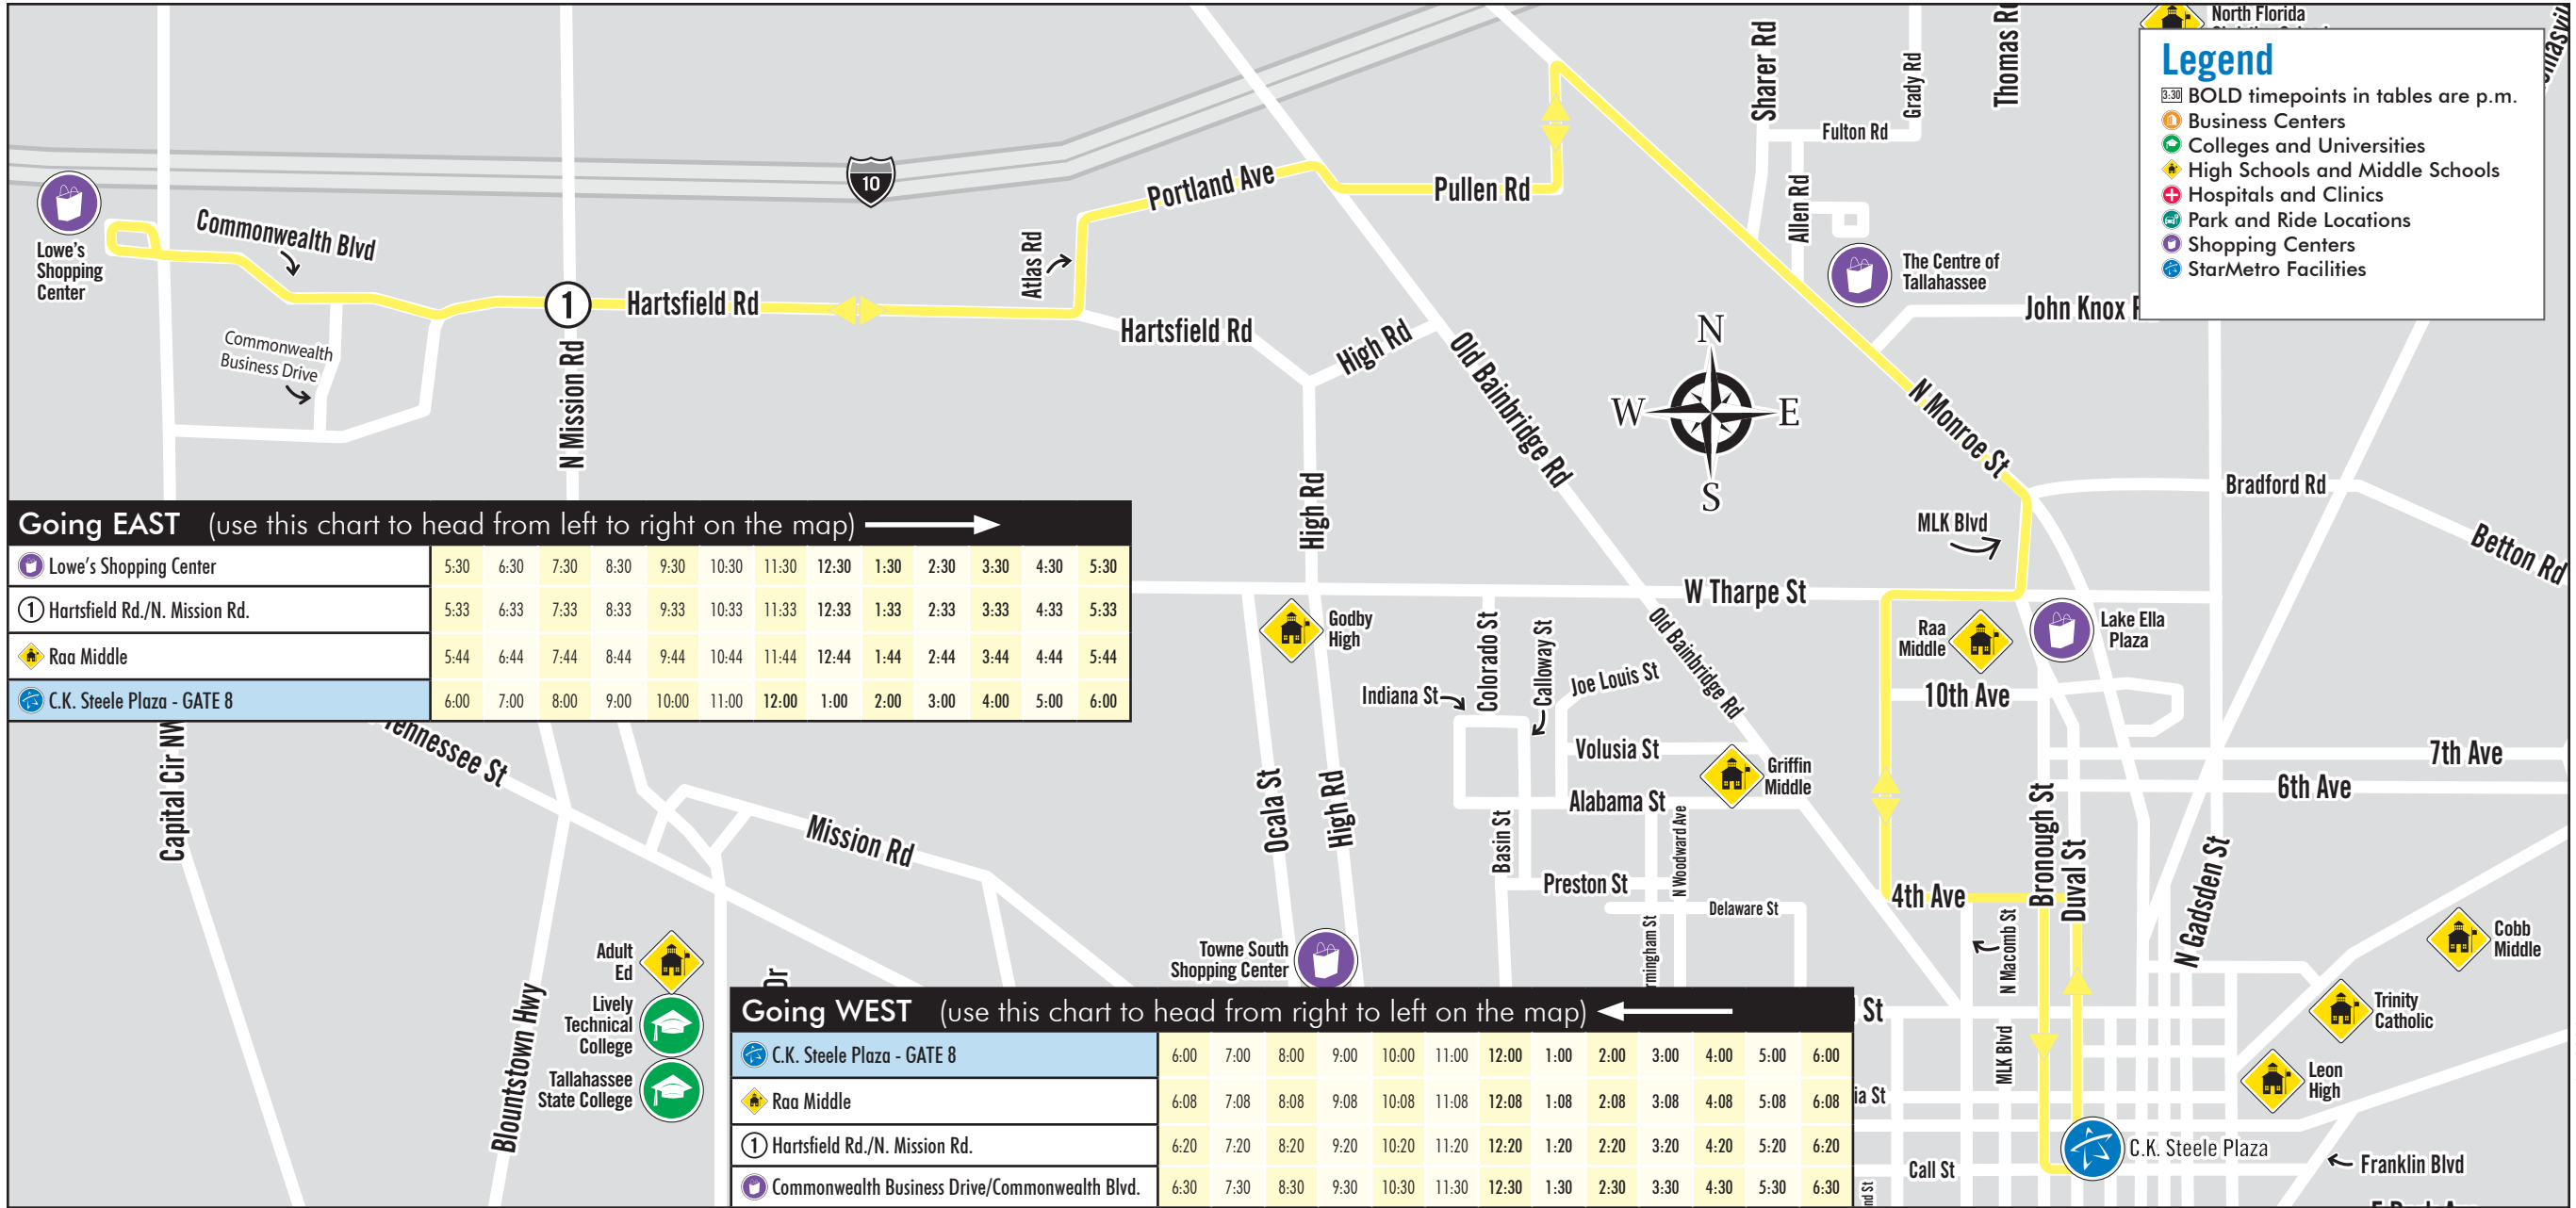 North Florida
Legend
3:30 BOLD timepoints in tables are p.m.
Business Centers
Colleges and Universities
High Schools and Middle Schools
Hospitals and Clinics
Park and Ride Locations
Shopping Centers
StarMetro Facilities
Sharer Rd
Grady Rd
Fulton Rd
Allen Rd
10
Portland Ave
Pullen Rd
Lowe's
Shopping
Center
Commonwealth Blvd
Atlas Rd
The Centre of
Tallahassee
John Knox
1
Hartsfield Rd
Hartsfield Rd
High Rd
Commonwealth
Business Drive
N Mission Rd
Old Bainbridge Rd
N
W
E
S
N Monroe St
Bradford Rd
MLK Blvd
Betton Rd
High Rd
W Tharpe St
Going EAST (use this chart to head from left to right on the map)
Lowe's Shopping Center 5:30 6:30 7:30 8:30 9:30 10:30 11:30 12:30 1:30 2:30 3:30 4:30 5:30
1 Hartsfield Rd./N. Mission Rd. 5:33 6:33 7:33 8:33 9:33 10:33 11:33 12:33 1:33 2:33 3:33 4:33 5:33
Raa Middle 5:44 6:44 7:44 8:44 9:44 10:44 11:44 12:44 1:44 2:44 3:44 4:44 5:44
C.K. Steele Plaza - GATE 8 6:00 7:00 8:00 9:00 10:00 11:00 12:00 1:00 2:00 3:00 4:00 5:00 6:00
Godby
High
Colorado St
Calloway St
Old Bainbridge Rd
Raa
Middle
Lake Ella
Plaza
Indiana St
Joe Louis St
10th Ave
Capital Cir NW
Tennessee St
Mission Rd
Ocala St
High Rd
Volusia St
Griffin
Middle
Alabama St
7th Ave
6th Ave
Bronough St
Duval St
Basin St
N Woodward Ave
Preston St
Delaware St
4th Ave
N Macomb St
N Gadsden St
Cobb
Middle
Adult
Ed
Lively
Technical
College
Tallahassee
State College
Blountstown Hwy
Dr
Towne South
Shopping Center
Trinity
Catholic
St
MLK Blvd
Leon
High
Going WEST (use this chart to head from right to left on the map)
C.K. Steele Plaza - GATE 8 6:00 7:00 8:00 9:00 10:00 11:00 12:00 1:00 2:00 3:00 4:00 5:00 6:00
Raa Middle 6:08 7:08 8:08 9:08 10:08 11:08 12:08 1:08 2:08 3:08 4:08 5:08 6:08
1 Hartsfield Rd./N. Mission Rd. 6:20 7:20 8:20 9:20 10:20 11:20 12:20 1:20 2:20 3:20 4:20 5:20 6:20
Commonwealth Business Drive/Commonwealth Blvd. 6:30 7:30 8:30 9:30 10:30 11:30 12:30 1:30 2:30 3:30 4:30 5:30 6:30
St
C.K. Steele Plaza
Call St
Franklin Blvd
Thomas